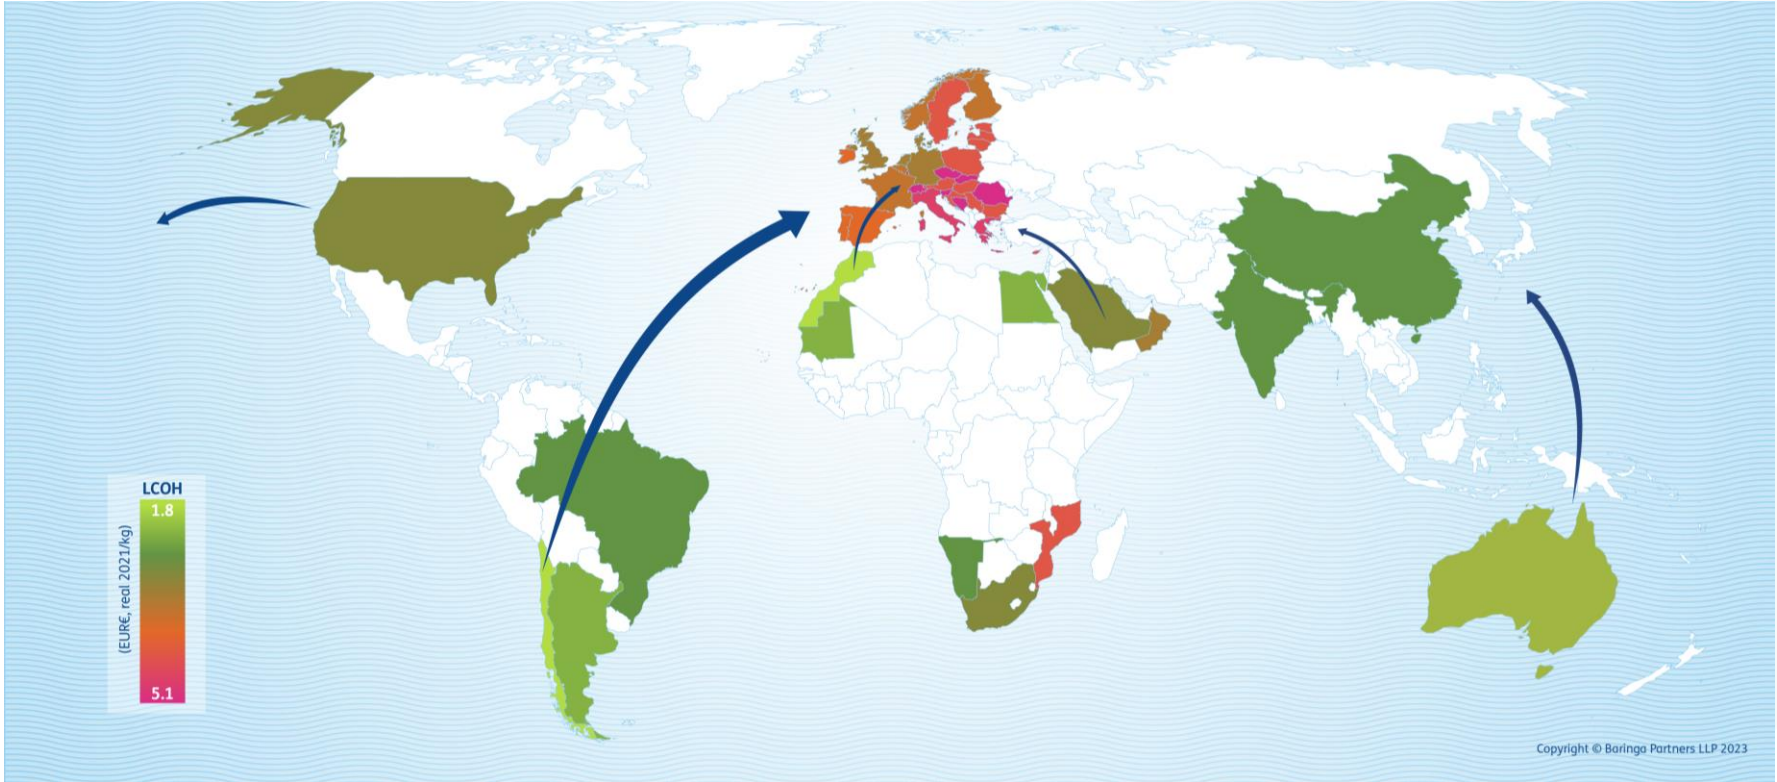 LCOH
1.8
(EUR€, real 2021/kg)
5.1
Copyright © Baringa Partners LLP 2023